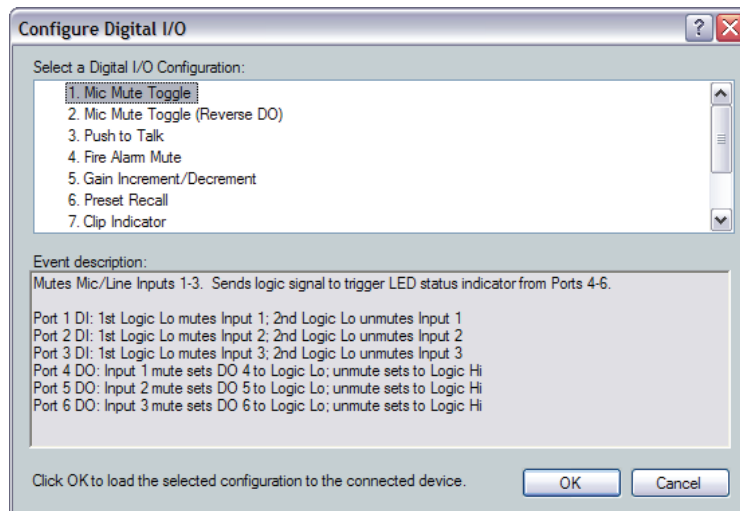 Configure Digital I/O
Select a Digital I/O Configuration:
1. Mic Mute Toggle
2. Mic Mute Toggle (Reverse DO)
3. Push to Talk
4. Fire Alarm Mute
5. Gain Increment/Decrement
6. Preset Recall
7. Clip Indicator
Event description:
Mutes Mic/Line Inputs 1-3. Sends logic signal to trigger LED status indicator from Ports 4-6.
Port 1 DI: 1st Logic Lo mutes Input 1; 2nd Logic Lo unmutes Input 1
Port 2 DI: 1st Logic Lo mutes Input 2; 2nd Logic Lo unmutes Input 2
Port 3 DI: 1st Logic Lo mutes Input 3; 2nd Logic Lo unmutes Input 3
Port 4 DO: Input 1 mute sets DO 4 to Logic Lo; unmute sets to Logic Hi
Port 5 DO: Input 2 mute sets DO 5 to Logic Lo; unmute sets to Logic Hi
Port 6 DO: Input 3 mute sets DO 6 to Logic Lo; unmute sets to Logic Hi
Click OK to load the selected configuration to the connected device.
OK
Cancel